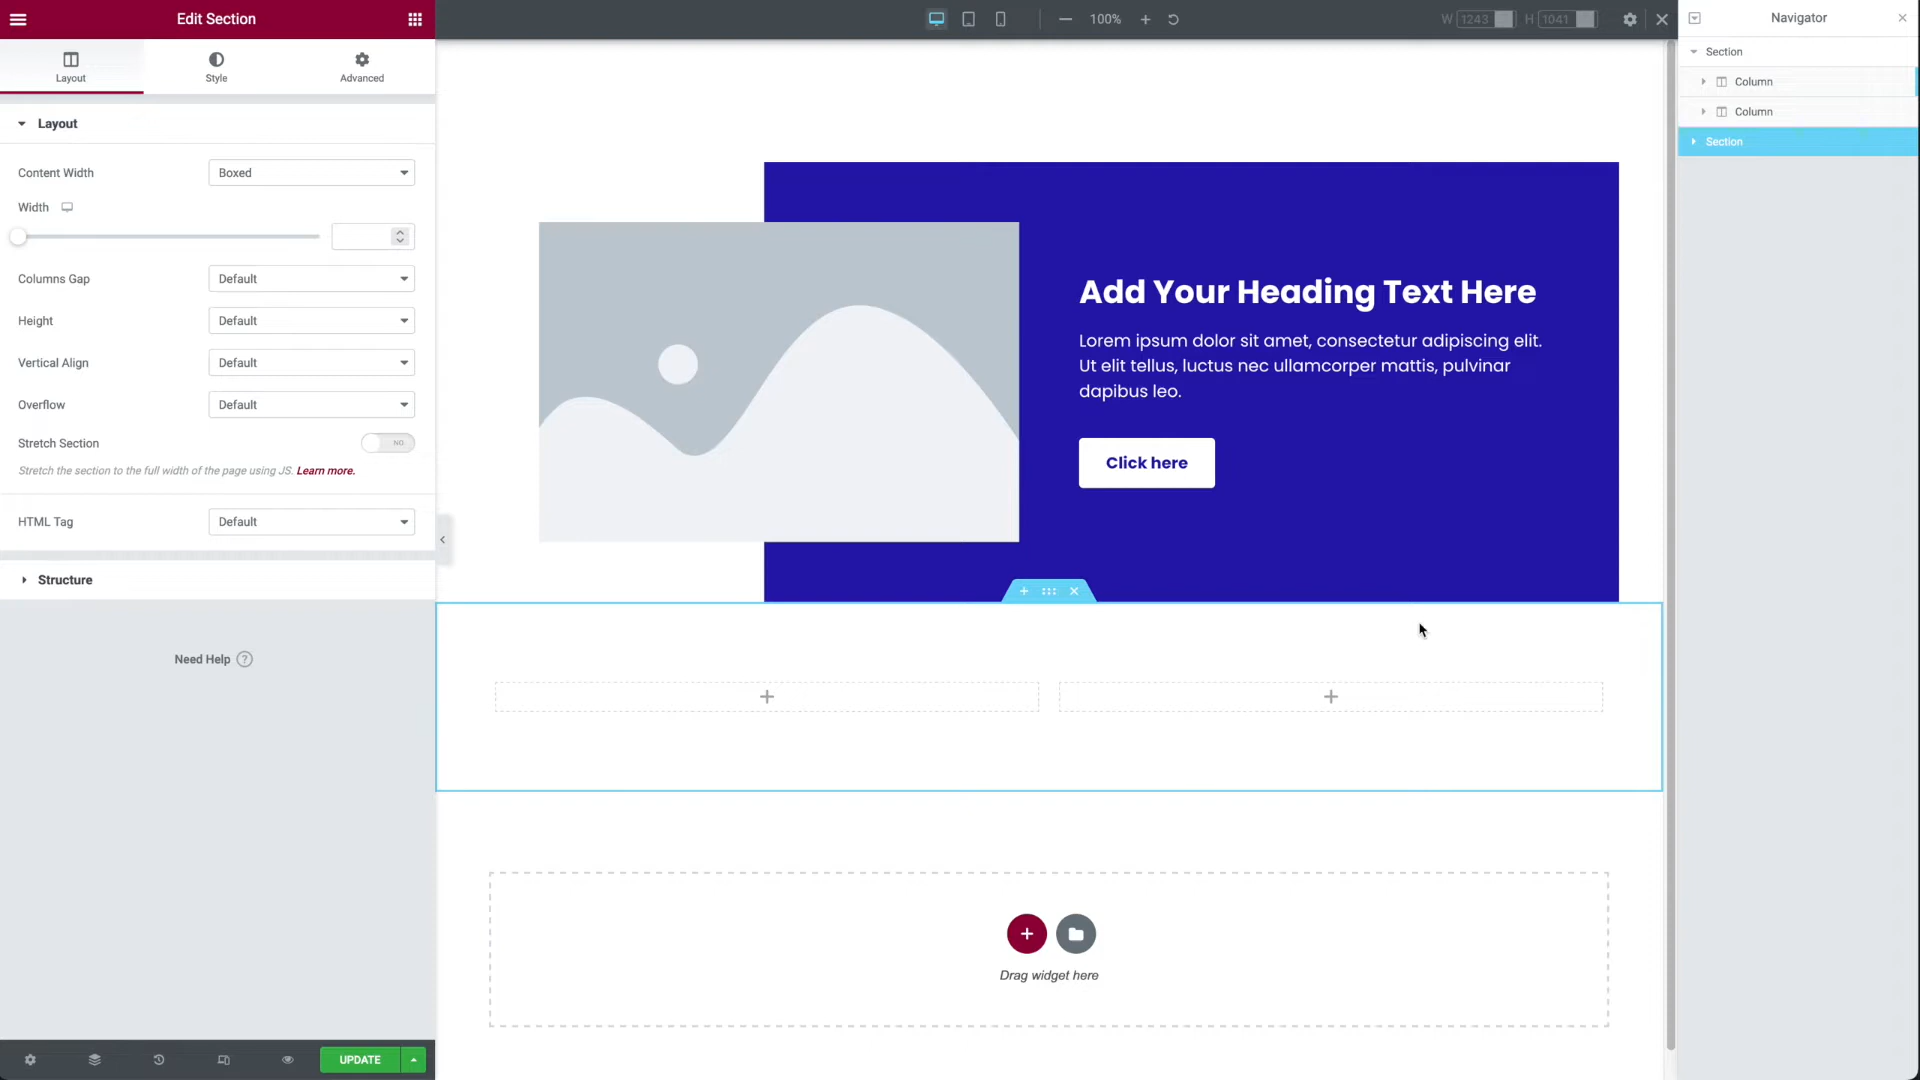 Edit Section
100%
W 1243
H 1041
Navigator
Layout
Style
Advanced
Section
Column
Column
Section
Layout
Content Width
Boxed
Width
Columns Gap
Default
Height
Default
Vertical Align
Default
Overflow
Default
Stretch Section
NO
Stretch the section to the full width of the page using JS. Learn more.
HTML Tag
Default
Structure
Need Help ?
UPDATE
Add Your Heading Text Here
Lorem ipsum dolor sit amet, consectetur adipiscing elit.
Ut elit tellus, luctus nec ullamcorper mattis, pulvinar
dapibus leo.
Click here
Drag widget here